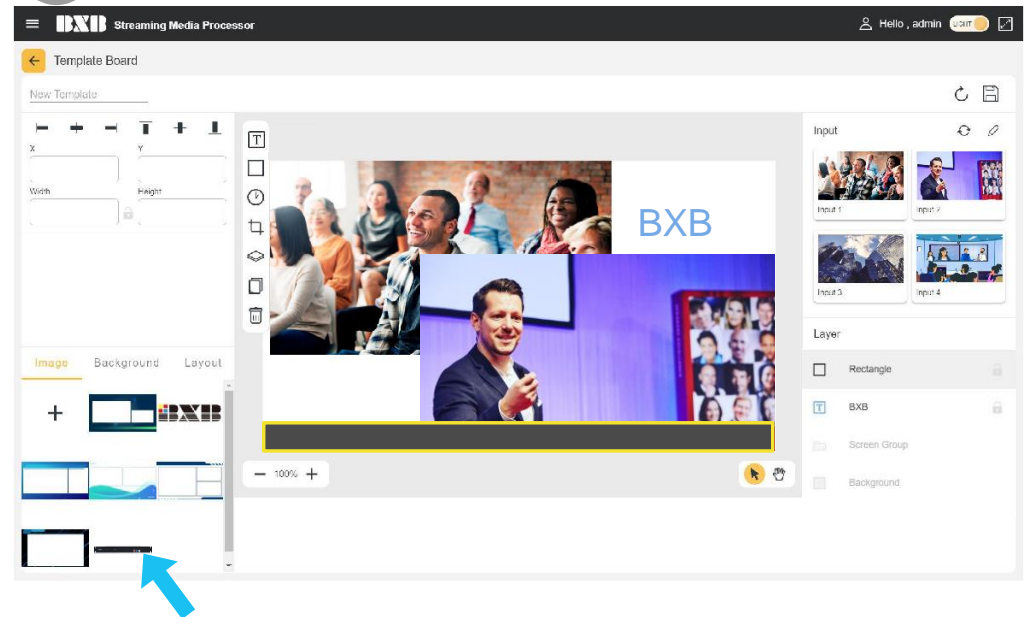 BXB Streaming Media Processor
Hello , admin
LIGHT
Template Board
New Template
X
Y
Width
Height
Image
Background
Layout
BXB
T
BXB
100%
Input
Input 1
Input 2
Input 3
Input 4
Layer
Rectangle
T
BXB
Screen Group
Background